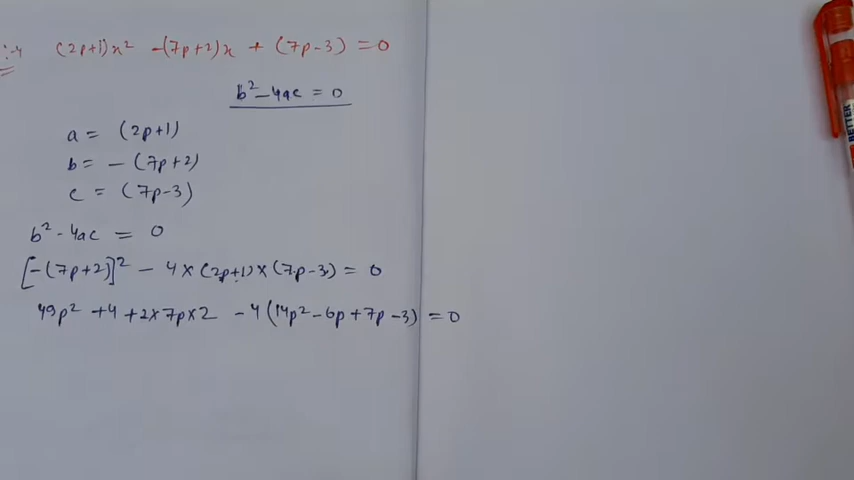 :-4 (2p+1)x² -(7p+2)x + (7p-3) = 0
b²-4ac = 0
a = (2p+1)
b = - (7p+2)
c = (7p-3)
b² - 4ac = 0
[-(7p+2)]² - 4 × (2p+1) × (7p-3) = 0
49p² + 4 + 2×7p×2 - 4(14p² - 6p + 7p - 3) = 0
BETTER